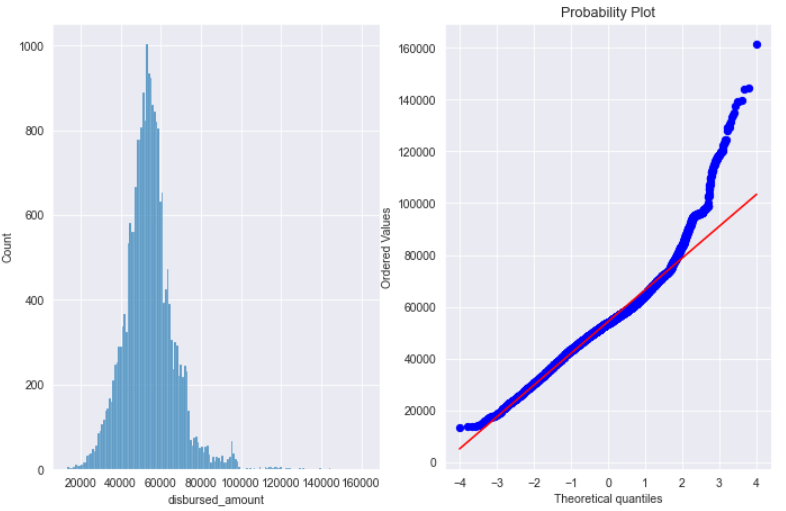 Probability Plot
1000
800
600
400
200
0
Count
20000 40000 60000 80000 100000 120000 140000 160000
disbursed_amount
160000
140000
120000
100000
80000
60000
40000
20000
0
Ordered Values
−4 −3 −2 −1 0 1 2 3 4
Theoretical quantiles